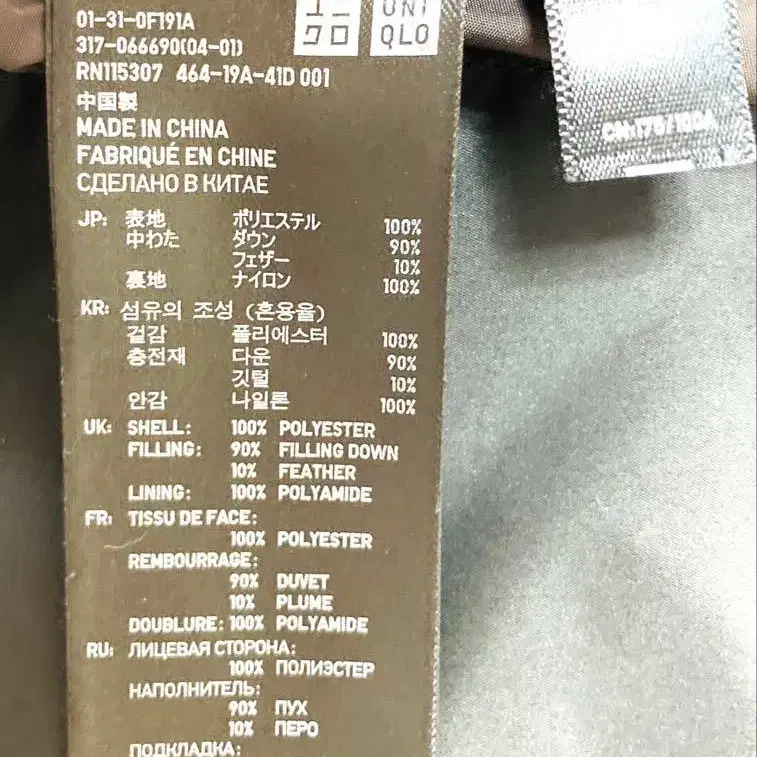 01-31-0F191A
317-066690(04-01)
RN115307 464-19A-41D 001
UNI
QLO
中国製
MADE IN CHINA
FABRIQUÉ EN CHINE
СДЕЛАНО В КИТАЕ
JP: 表地 ポリエステル 100%
中わた ダウン 90%
フェザー 10%
裏地 ナイロン 100%
KR: 섬유의 조성 (혼용율)
겉감 폴리에스터 100%
충전재 다운 90%
깃털 10%
안감 나일론 100%
UK: SHELL: 100% POLYESTER
FILLING: 90% FILLING DOWN
10% FEATHER
LINING: 100% POLYAMIDE
FR: TISSU DE FACE:
100% POLYESTER
REMBOURRAGE:
90% DUVET
10% PLUME
DOUBLURE: 100% POLYAMIDE
RU: ЛИЦЕВАЯ СТОРОНА:
100% ПОЛИЭСТЕР
НАПОЛНИТЕЛЬ:
90% ПУХ
10% ПЕРО
ПОДКЛАДКА:
CN:175/100A